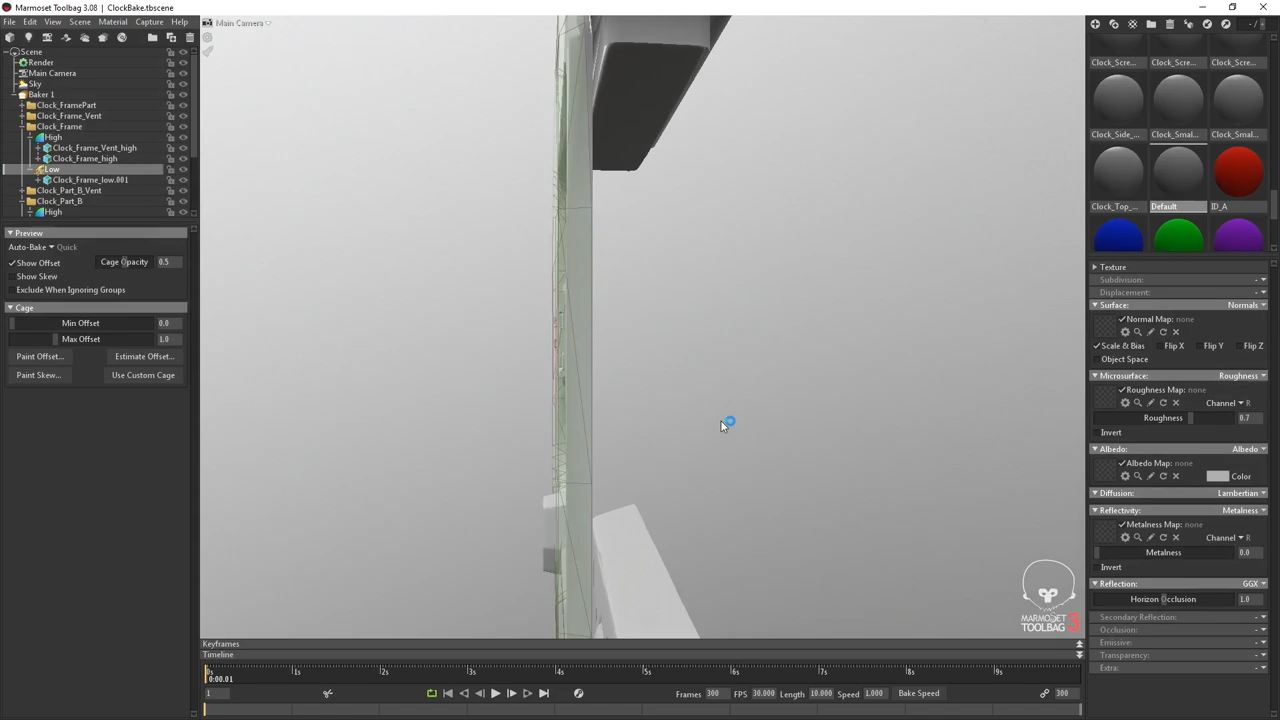 Marmoset Toolbag 3.08 | ClockBake.tbscene
File Edit View Scene Material Capture Help
Main Camera
Scene
Render
Main Camera
Sky
Baker 1
Clock_FramePart
Clock_Frame_Vent
Clock_Frame
High
Clock_Frame_Vent_high
Clock_Frame_high
Low
Clock_Frame_low.001
Clock_Part_B_Vent
Clock_Part_B
High
Preview
Auto-Bake Quick
Show Offset Cage Opacity 0.5
Show Skew
Exclude When Ignoring Groups
Cage
Min Offset 0.0
Max Offset 1.0
Paint Offset... Estimate Offset...
Paint Skew... Use Custom Cage
- /
Clock_Scre... Clock_Scre... Clock_Scre...
Clock_Side_... Clock_Smal... Clock_Smal...
Clock_Top_... Default ID_A
Texture
Subdivision: -
Displacement: -
Surface: Normals
Normal Map: none
Scale & Bias Flip X Flip Y Flip Z
Object Space
Microsurface: Roughness
Roughness Map: none
Channel R
Roughness 0.7
Invert
Albedo: Albedo
Albedo Map: none
Color
Diffusion: Lambertian
Reflectivity: Metalness
Metalness Map: none
Channel R
Metalness 0.0
Invert
Reflection: GGX
Horizon Occlusion 1.0
Secondary Reflection: -
Occlusion: -
Emissive: -
Transparency: -
Extra: -
MARMOSET
TOOLBAG 3
Keyframes
Timeline
0s 1s 2s 3s 4s 5s 6s 7s 8s 9s
0:00.01
1 Frames 300 FPS 30.000 Length 10.000 Speed 1.000 Bake Speed 300